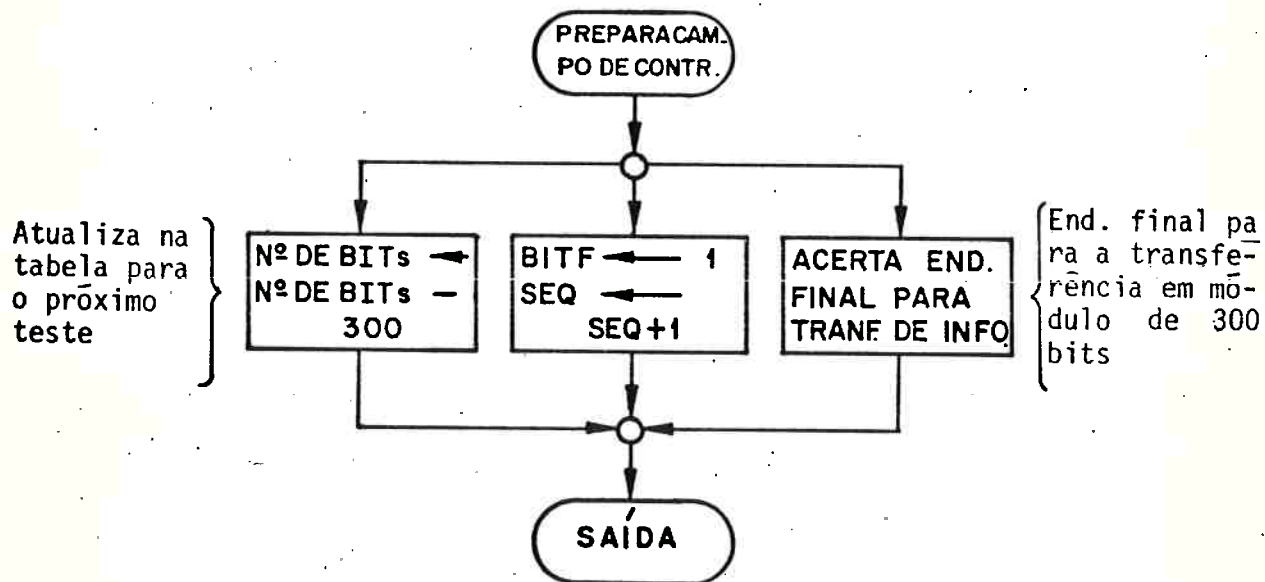 PREPARACAM-
PO DE CONTR.
Atualiza na
tabela para
o próximo
teste
Nº DE BITs ←
Nº DE BITs –
300
BITF ← 1
SEQ ←
SEQ+1
ACERTA END.
FINAL PARA
TRANF. DE INFO.
End. final pa
ra a transfe-
rência em mó-
dulo de 300
bits
SAÍDA